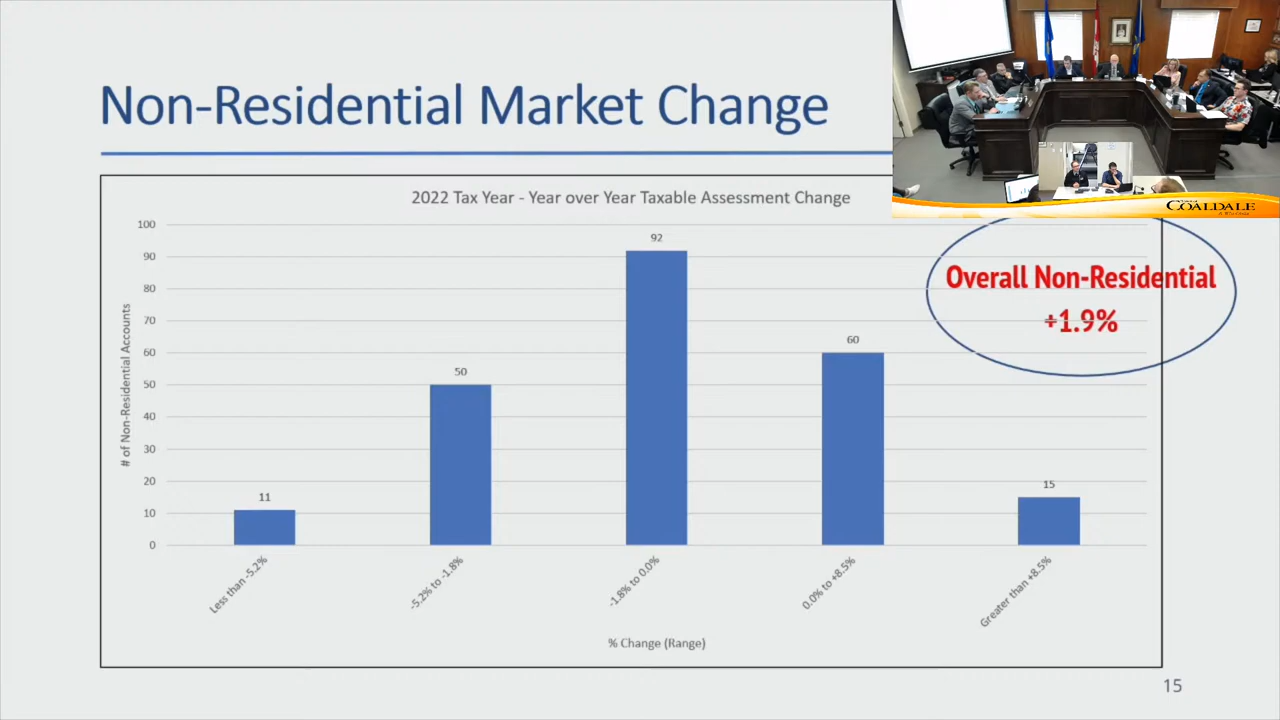 Non-Residential Market Change
2022 Tax Year - Year over Year Taxable Assessment Change
Overall Non-Residential
+1.9%
# of Non-Residential Accounts
100
90
80
70
60
50
40
30
20
10
0
11
50
92
60
15
Less than -5.2%
-5.2% to -1.8%
-1.8% to 0.0%
0.0% to +8.5%
Greater than +8.5%
% Change (Range)
15
COALDALE